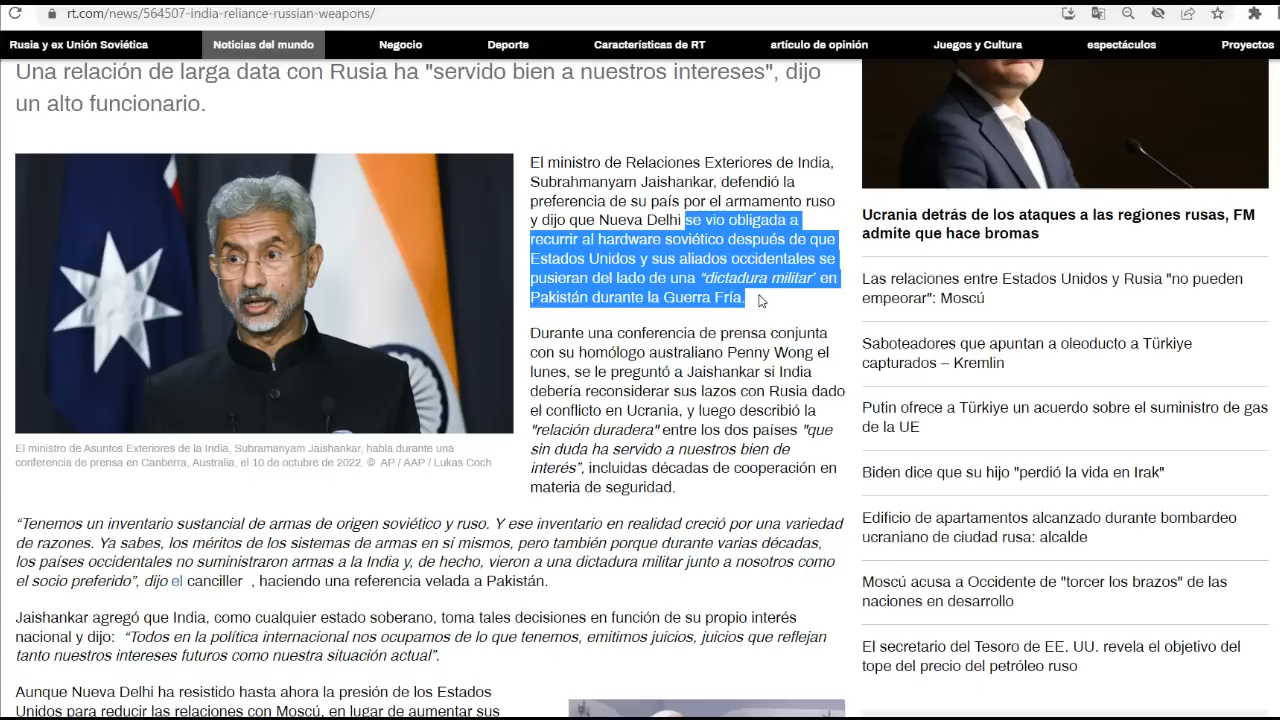 rt.com/news/564507-india-reliance-russian-weapons/
Rusia y ex Unión Soviética
Noticias del mundo
Negocio
Deporte
Características de RT
artículo de opinión
Juegos y Cultura
espectáculos
Proyectos
Una relación de larga data con Rusia ha "servido bien a nuestros intereses", dijo
un alto funcionario.
El ministro de Asuntos Exteriores de la India, Subramanyam Jaishankar, habla durante una
conferencia de prensa en Canberra, Australia, el 10 de octubre de 2022. © AP / AAP / Lukas Coch
El ministro de Relaciones Exteriores de India,
Subrahmanyam Jaishankar, defendió la
preferencia de su país por el armamento ruso
y dijo que Nueva Delhi se vio obligada a
recurrir al hardware soviético después de que
Estados Unidos y sus aliados occidentales se
pusieran del lado de una “dictadura militar’ en
Pakistán durante la Guerra Fría.
Durante una conferencia de prensa conjunta
con su homólogo australiano Penny Wong el
lunes, se le preguntó a Jaishankar si India
debería reconsiderar sus lazos con Rusia dado
el conflicto en Ucrania, y luego describió la
"relación duradera" entre los dos países "que
sin duda ha servido a nuestros bien de
interés”, incluidas décadas de cooperación en
materia de seguridad.
“Tenemos un inventario sustancial de armas de origen soviético y ruso. Y ese inventario en realidad creció por una variedad
de razones. Ya sabes, los méritos de los sistemas de armas en sí mismos, pero también porque durante varias décadas,
los países occidentales no suministraron armas a la India y, de hecho, vieron a una dictadura militar junto a nosotros como
el socio preferido”, dijo el canciller , haciendo una referencia velada a Pakistán.
Jaishankar agregó que India, como cualquier estado soberano, toma tales decisiones en función de su propio interés
nacional y dijo: “Todos en la política internacional nos ocupamos de lo que tenemos, emitimos juicios, juicios que reflejan
tanto nuestros intereses futuros como nuestra situación actual”.
Aunque Nueva Delhi ha resistido hasta ahora la presión de los Estados
Unidos para reducir las relaciones con Moscú, en lugar de aumentar sus
Ucrania detrás de los ataques a las regiones rusas, FM
admite que hace bromas
Las relaciones entre Estados Unidos y Rusia "no pueden
empeorar": Moscú
Saboteadores que apuntan a oleoducto a Türkiye
capturados – Kremlin
Putin ofrece a Türkiye un acuerdo sobre el suministro de gas
de la UE
Biden dice que su hijo "perdió la vida en Irak"
Edificio de apartamentos alcanzado durante bombardeo
ucraniano de ciudad rusa: alcalde
Moscú acusa a Occidente de "torcer los brazos" de las
naciones en desarrollo
El secretario del Tesoro de EE. UU. revela el objetivo del
tope del precio del petróleo ruso